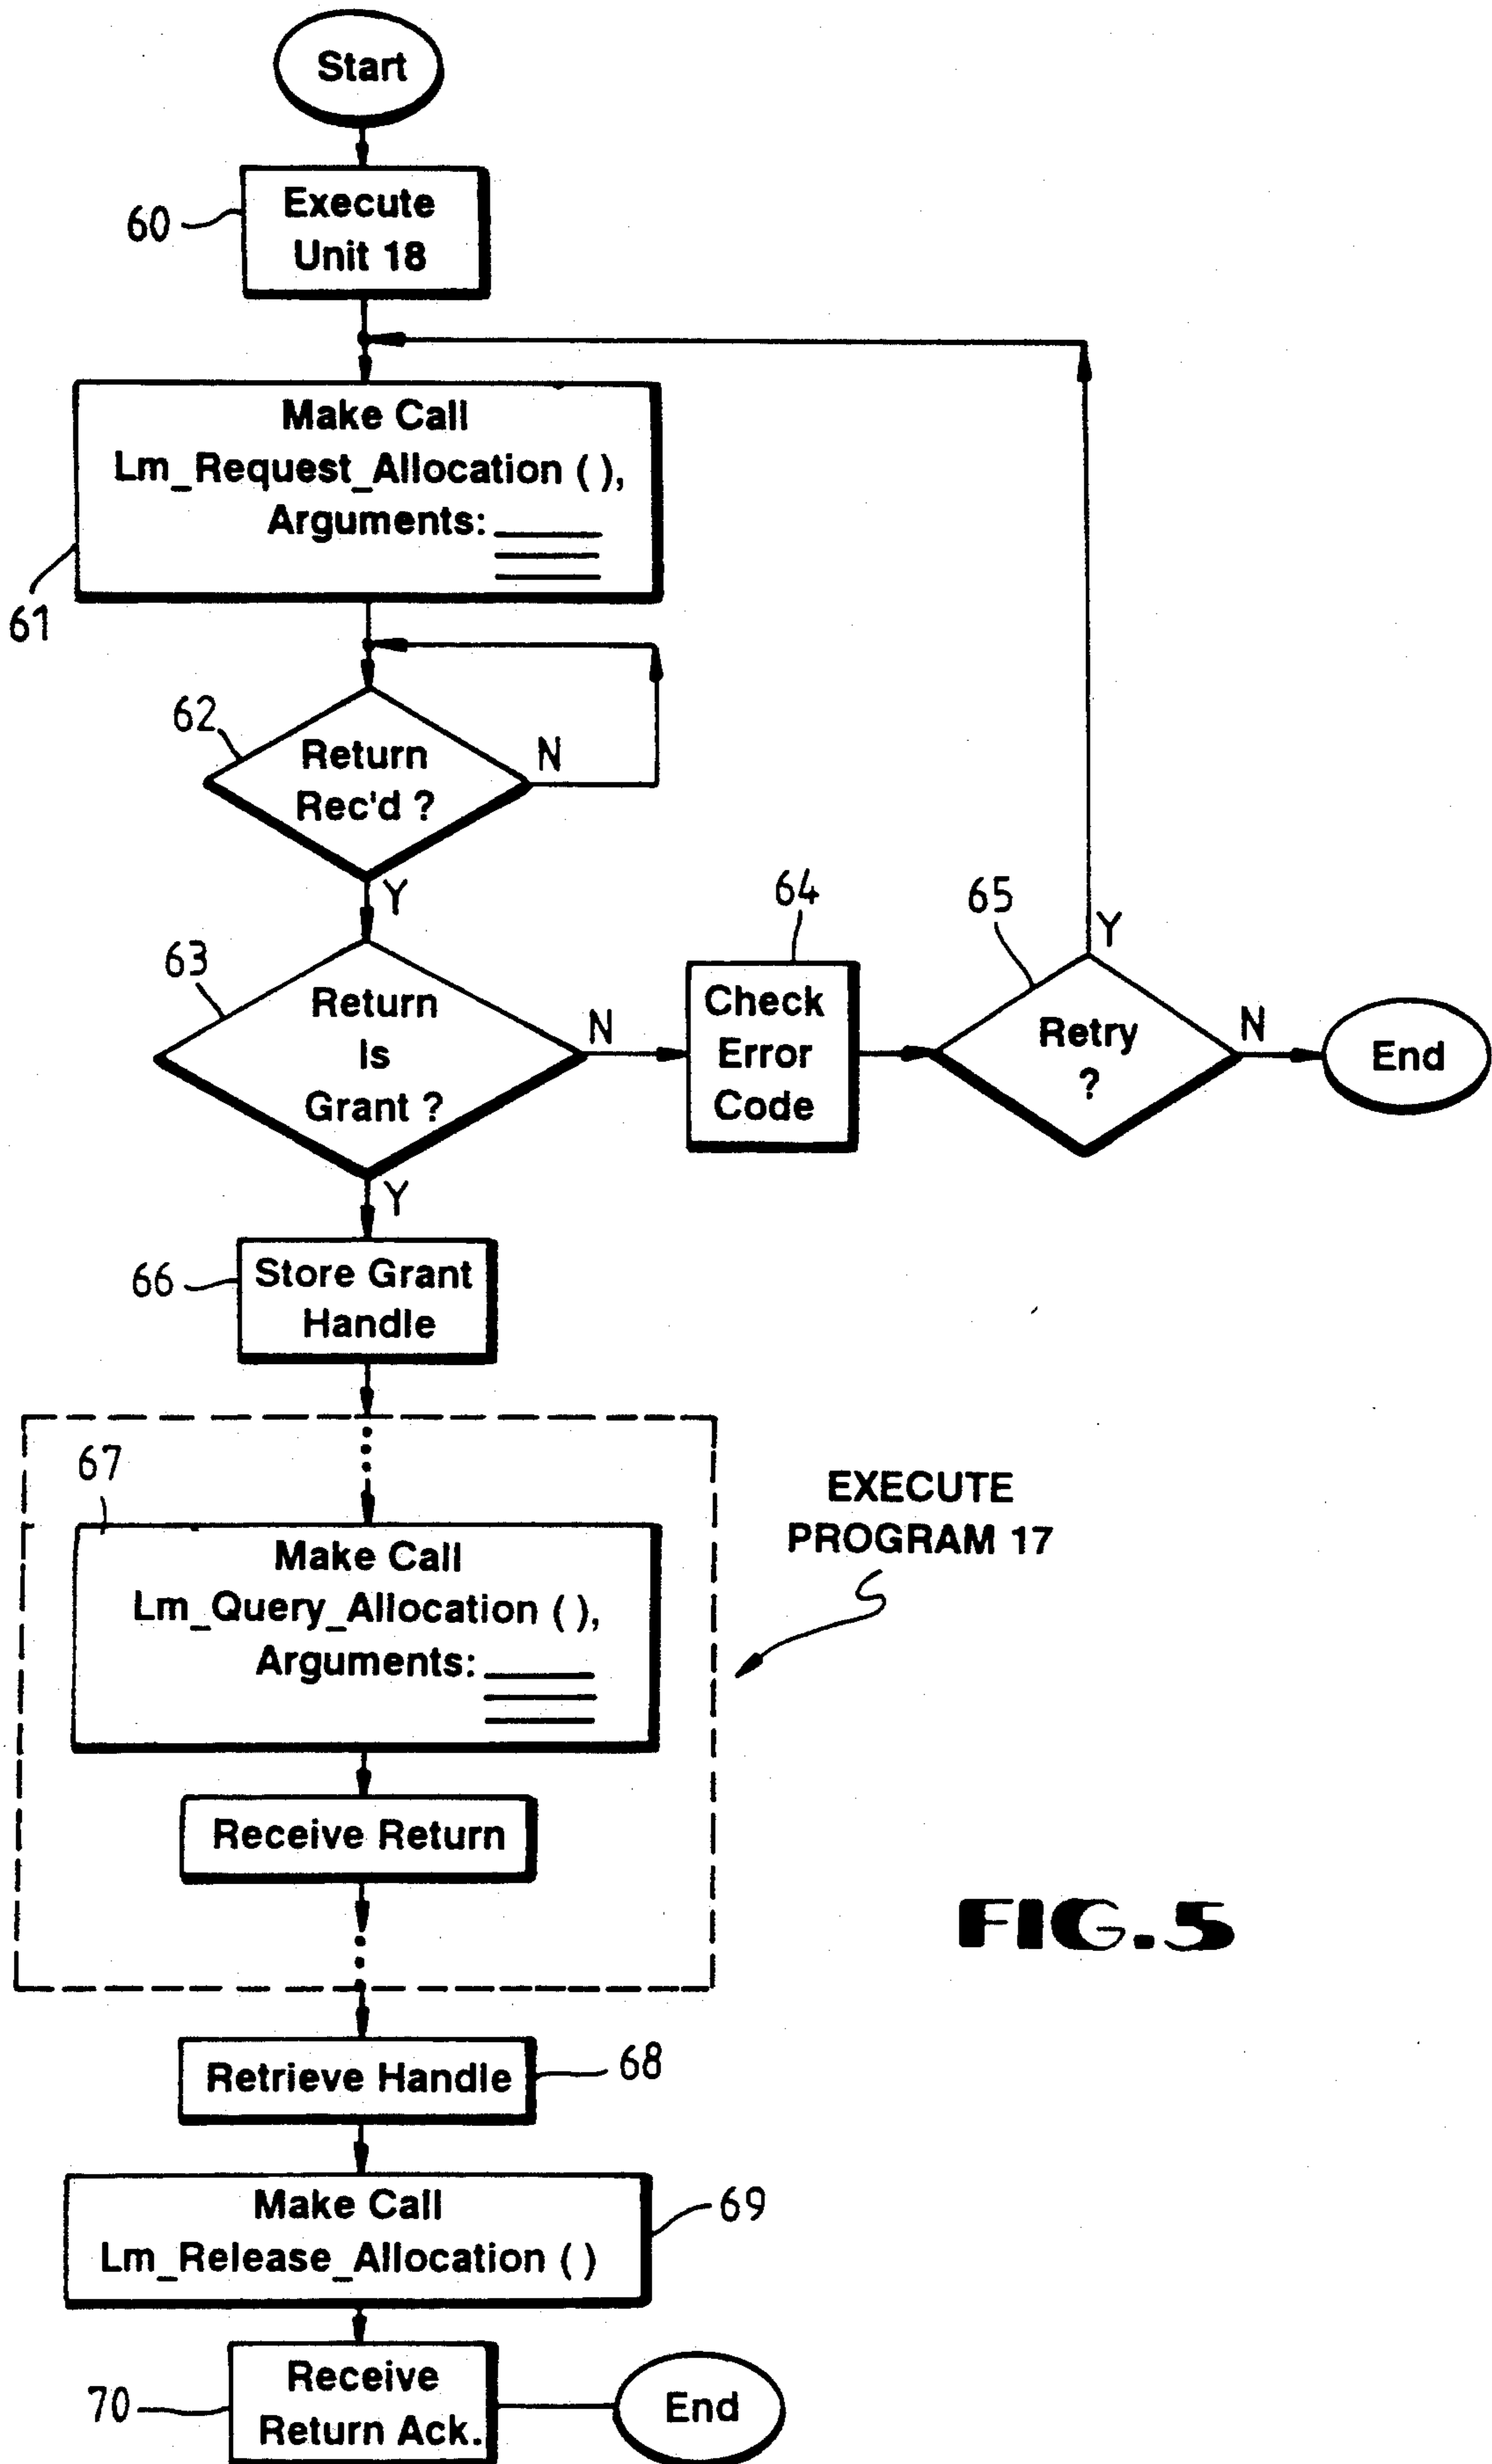 Start
60
Execute
Unit 18
Make Call
Lm_Request_Allocation ( ),
Arguments:
61
62
Return
Rec'd ?
N
Y
63
Return
Is
Grant ?
N
64
Check
Error
Code
65
Retry
?
Y
N
End
Y
66
Store Grant
Handle
67
Make Call
Lm_Query_Allocation ( ),
Arguments:
EXECUTE
PROGRAM 17
Receive Return
FIG. 5
Retrieve Handle
68
Make Call
Lm_Release_Allocation ( )
69
70
Receive
Return Ack.
End